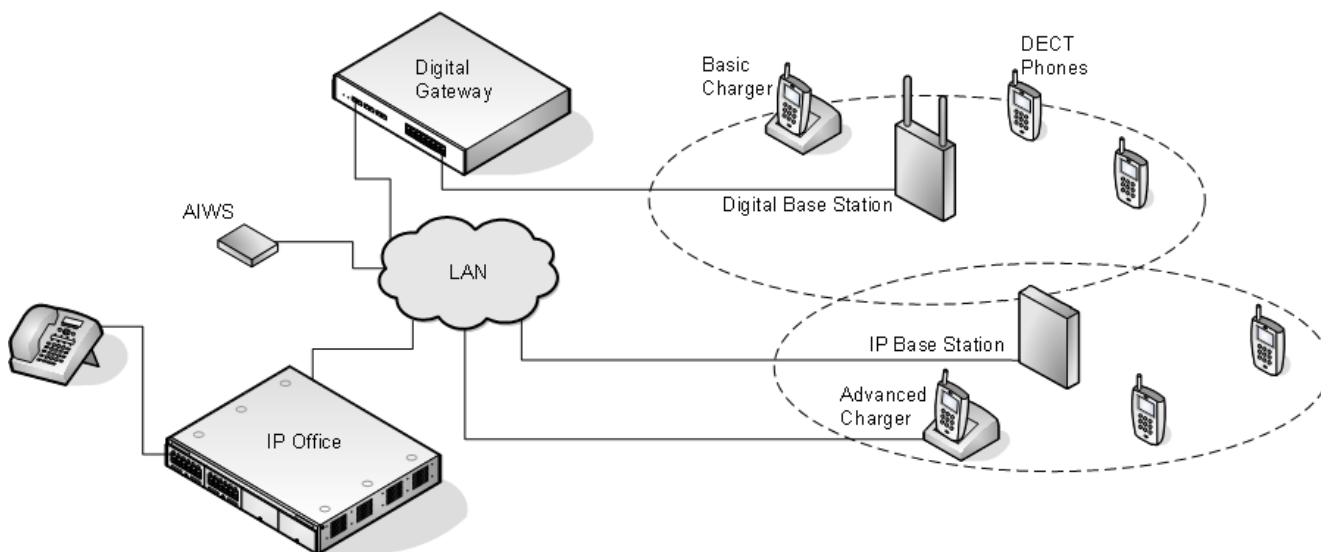 Digital
Gateway
Basic
Charger
DECT
Phones
Digital Base Station
AIWS
LAN
IP Base Station
Advanced
Charger
IP Office